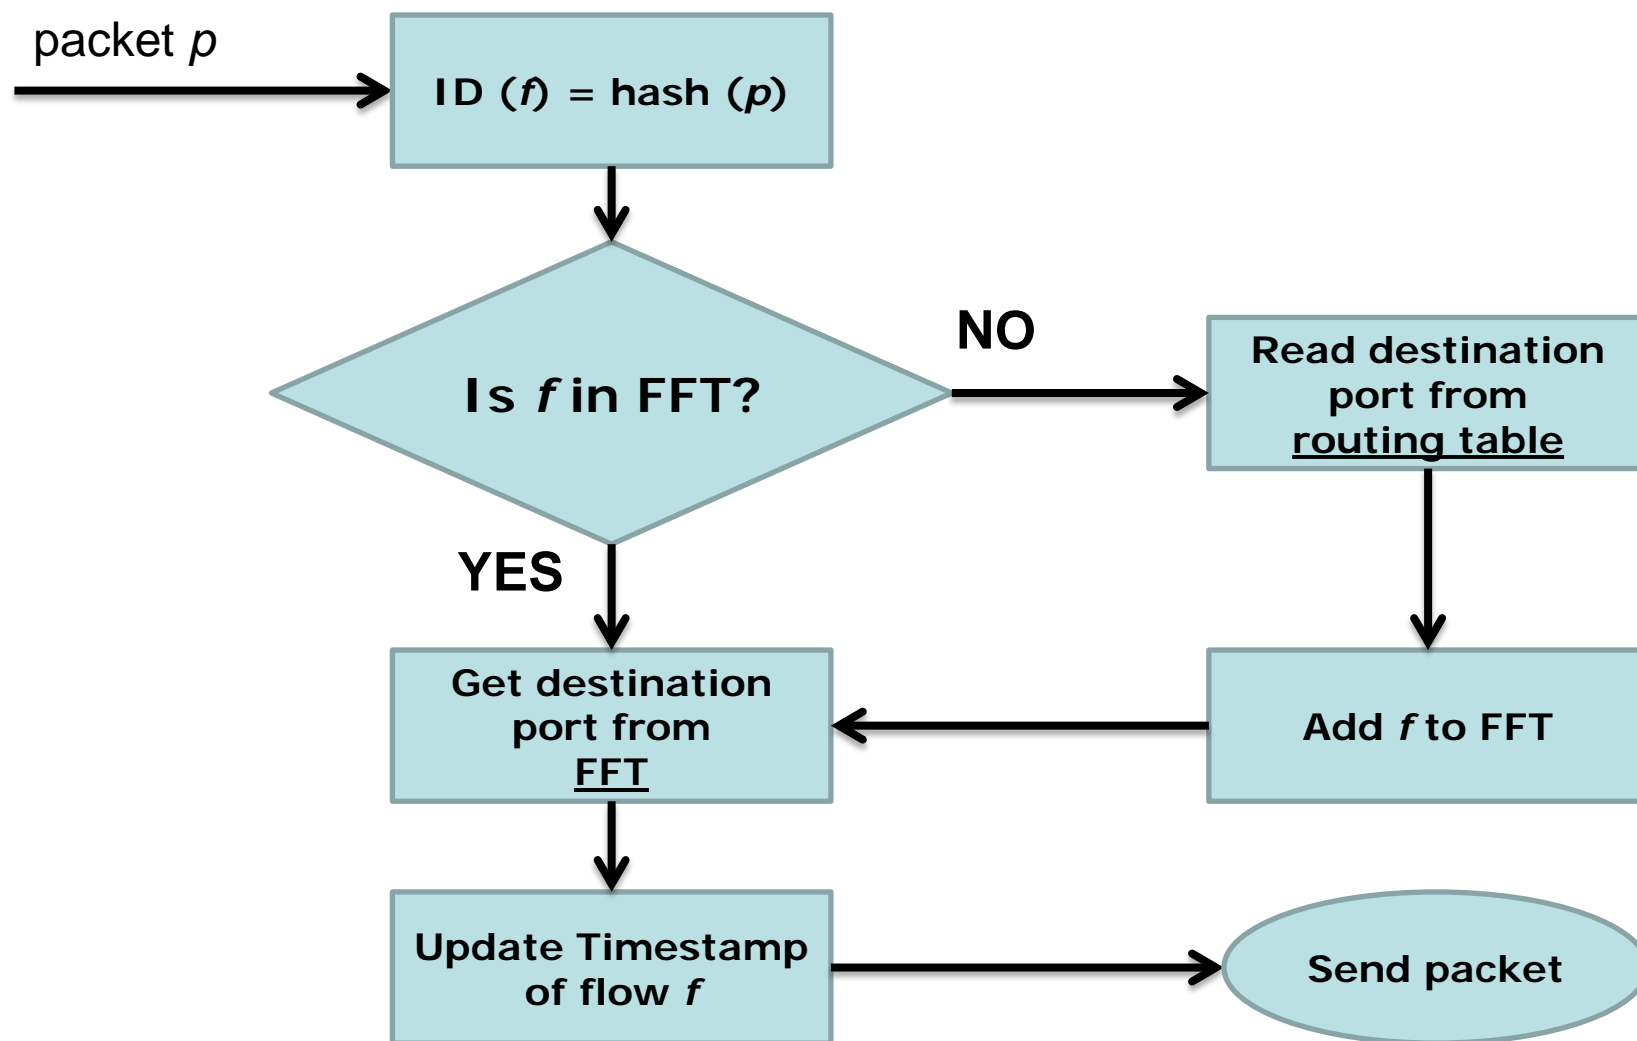 packet p
ID (f) = hash (p)
Is f in FFT?
NO
Read destination
port from
routing table
YES
Get destination
port from
FFT
Add f to FFT
Update Timestamp
of flow f
Send packet